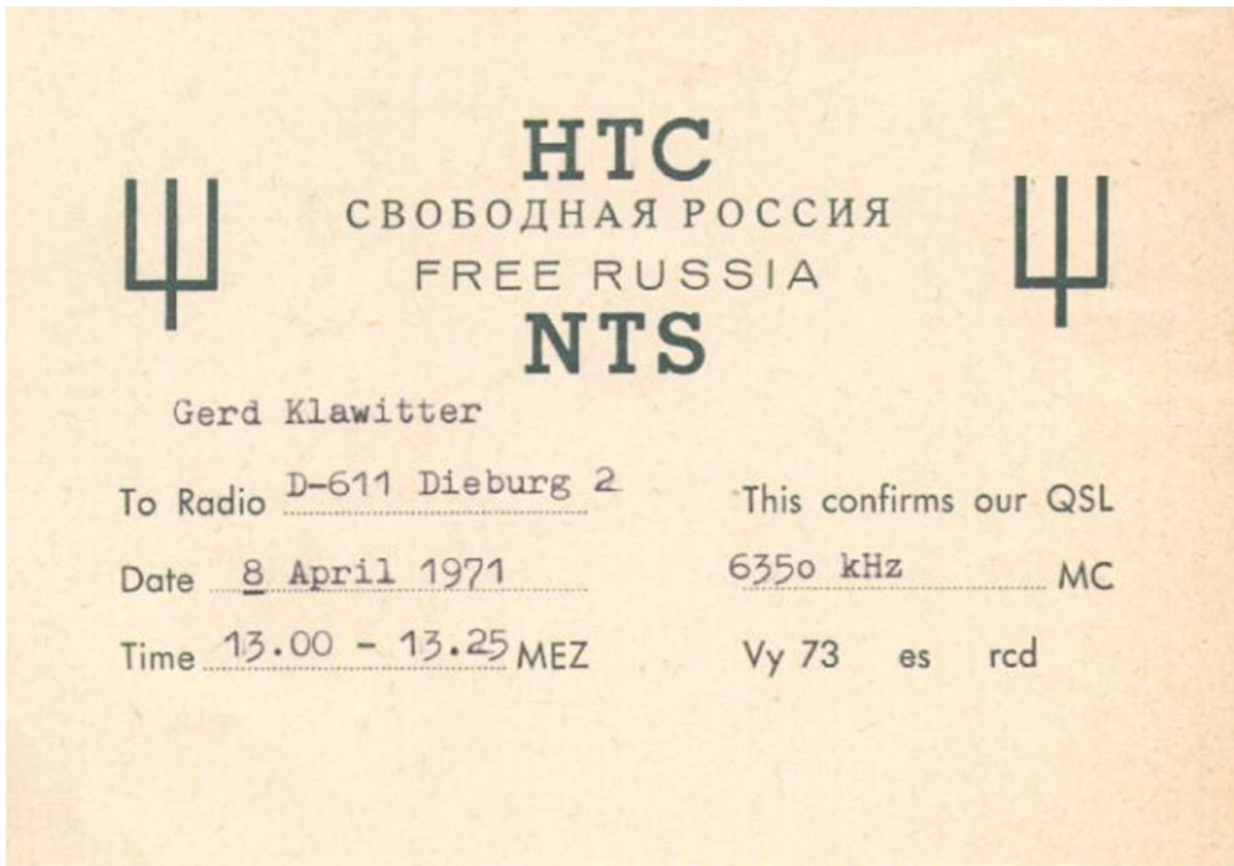 НТС
СВОБОДНАЯ РОССИЯ
FREE RUSSIA
NTS
Gerd Klawitter
To Radio D-611 Dieburg 2
This confirms our QSL
Date 8 April 1971
635o kHz MC
Time 13.00 - 13.25 MEZ
Vy 73 es rcd